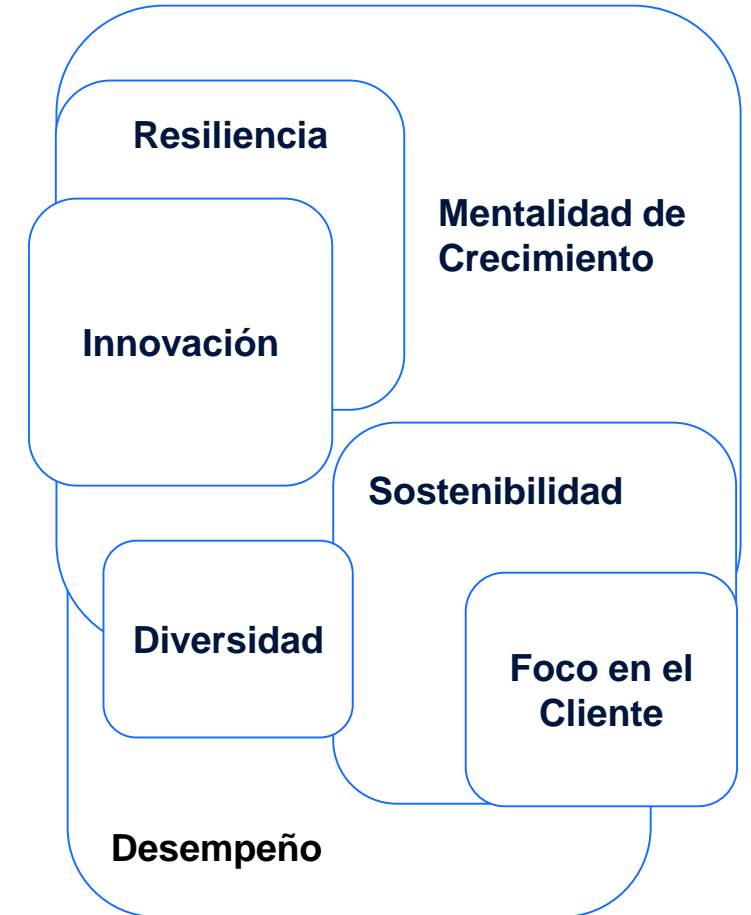 Resiliencia
Mentalidad de
Crecimiento
Innovación
Sostenibilidad
Diversidad
Foco en el
Cliente
Desempeño